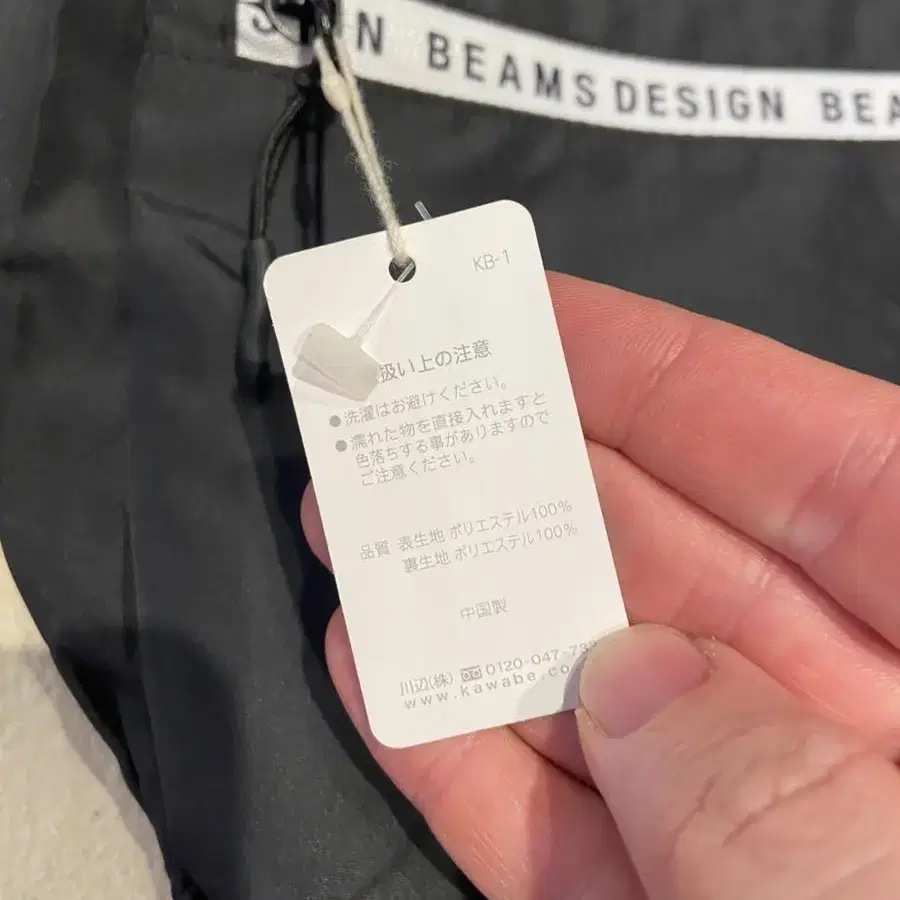 BEAMS DESIGN
KB-1
扱い上の注意
●洗濯はお避けください。
●濡れた物を直接入れますと
色落ちする事がありますので
ご注意ください。
品質 表生地 ポリエステル100%
裏生地 ポリエステル100%
中国製
川辺(株) 0120-047-7
www.kawabe.co